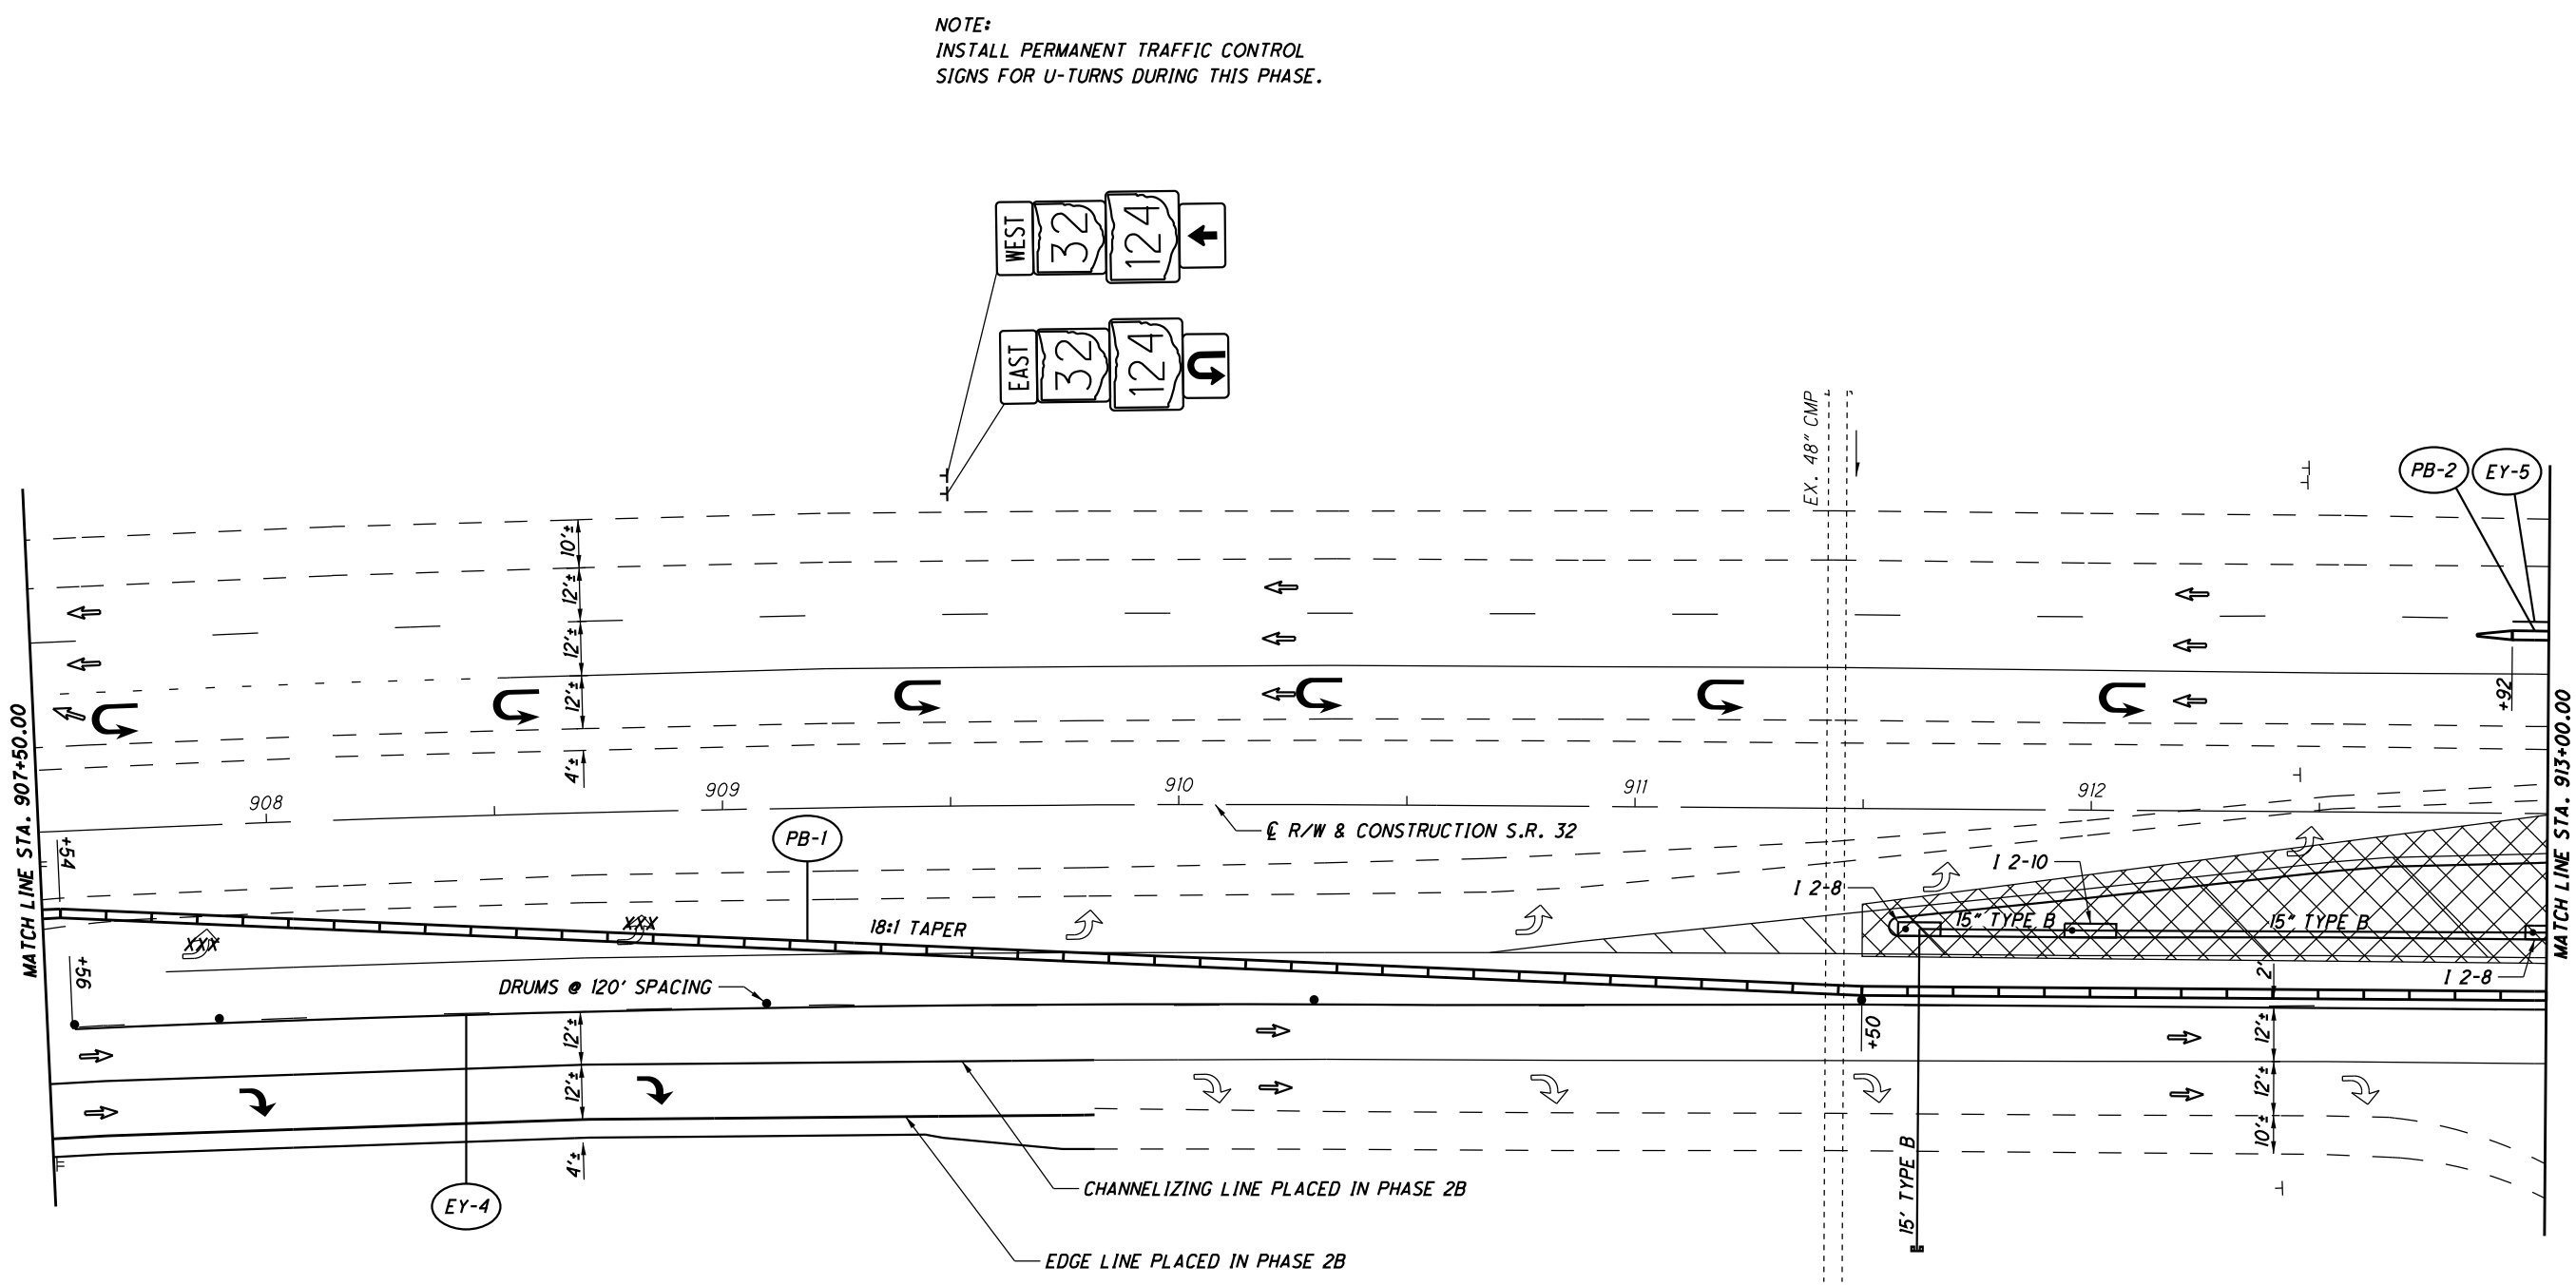 NOTE:
INSTALL PERMANENT TRAFFIC CONTROL
SIGNS FOR U-TURNS DURING THIS PHASE.
WEST
32
124
EAST
32
124
EX. 48" CMP
PB-2
EY-5
10'±
12'±
12'±
12'±
4'±
+92
MATCH LINE STA. 907+50.00
MATCH LINE STA. 913+00.00
908
909
910
911
912
℄ R/W & CONSTRUCTION S.R. 32
PB-1
+54
XXX
XXX
18:1 TAPER
I 2-8
I 2-10
15" TYPE B
15" TYPE B
I 2-8
+56
DRUMS @ 120' SPACING
2'
+50
12'±
12'±
4'±
12'±
12'±
10'±
15' TYPE B
EY-4
CHANNELIZING LINE PLACED IN PHASE 2B
EDGE LINE PLACED IN PHASE 2B